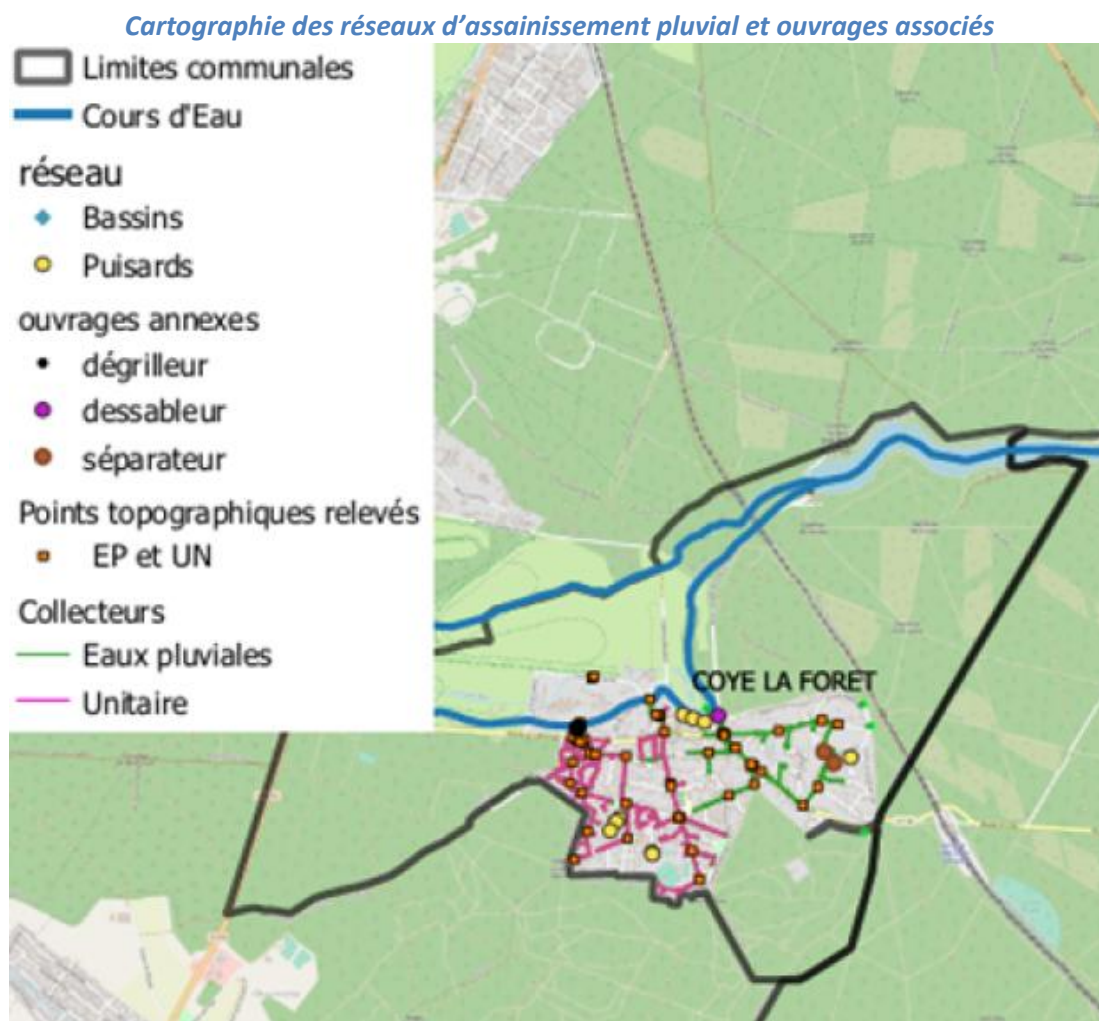 Cartographie des réseaux d'assainissement pluvial et ouvrages associés
Limites communales
Cours d'Eau
réseau
Bassins
Puisards
ouvrages annexes
dégrilleur
dessableur
séparateur
Points topographiques relevés
EP et UN
Collecteurs
Eaux pluviales
Unitaire
COYE LA FORET